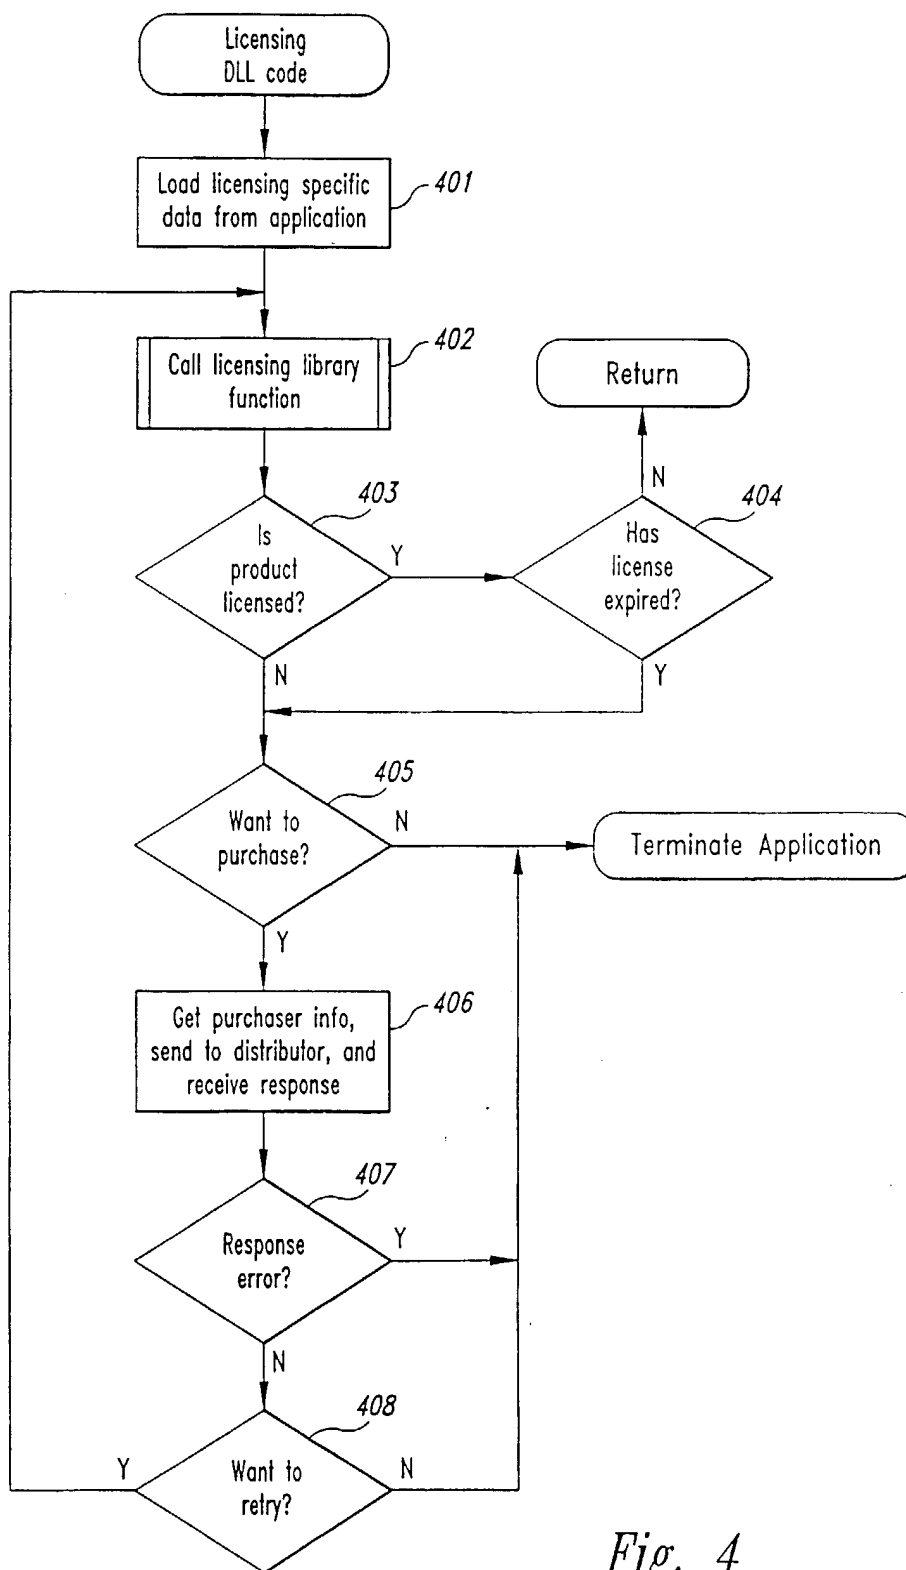 Licensing
DLL code
Load licensing specific
data from application
401
Call licensing library
function
402
Return
Is
product
licensed?
403
Y
N
Has
license
expired?
404
N
Y
Want to
purchase?
405
N
Y
Terminate Application
Get purchaser info,
send to distributor, and
receive response
406
Response
error?
407
Y
N
Want to
retry?
408
Y
N
Fig. 4